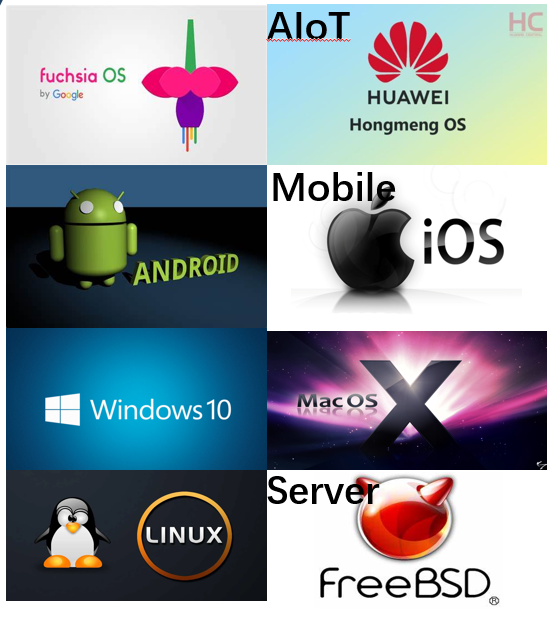 AIoT
HC
fuchsia OS
by Google
HUAWEI
Hongmeng OS
Mobile
ANDROID
iOS
Windows 10
Mac OS X
Server
LINUX
FreeBSD®